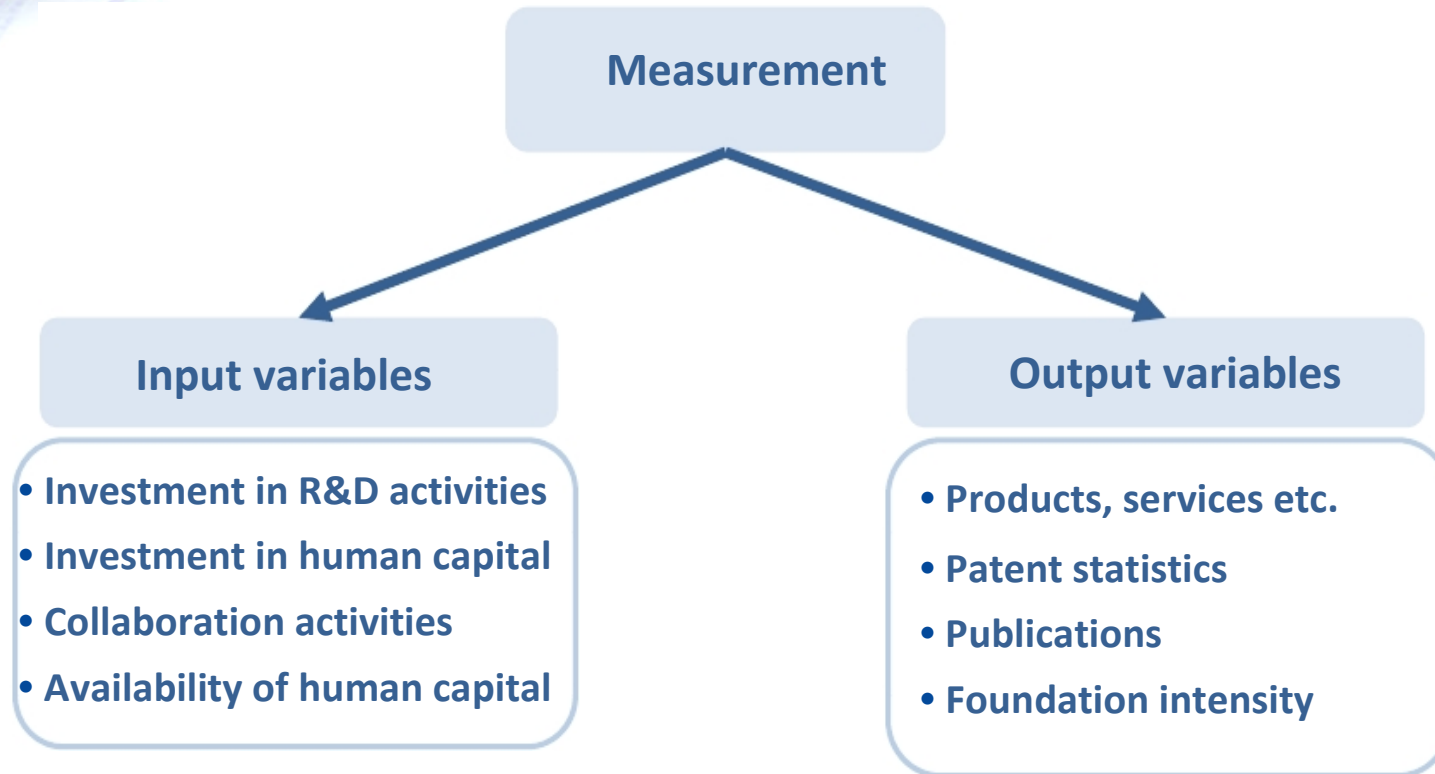 Measurement
Input variables
• Investment in R&D activities
• Investment in human capital
• Collaboration activities
• Availability of human capital
Output variables
• Products, services etc.
• Patent statistics
• Publications
• Foundation intensity